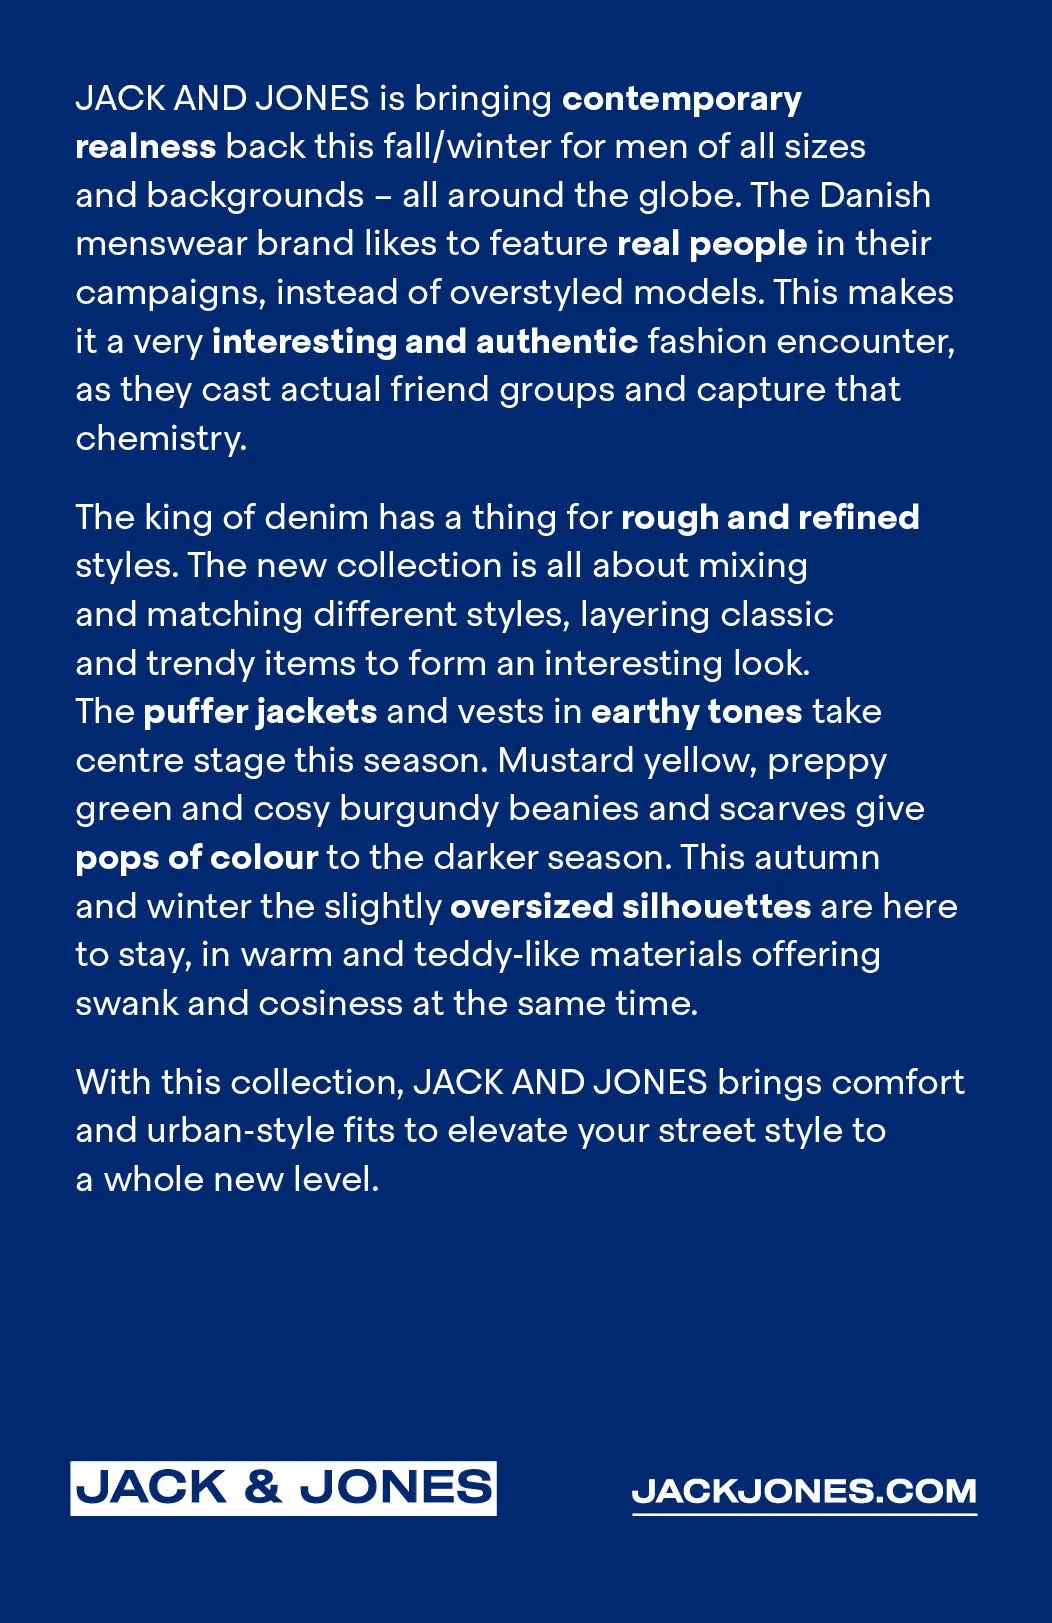 JACK AND JONES is bringing contemporary
realness back this fall/winter for men of all sizes
and backgrounds – all around the globe. The Danish
menswear brand likes to feature real people in their
campaigns, instead of overstyled models. This makes
it a very interesting and authentic fashion encounter,
as they cast actual friend groups and capture that
chemistry.
The king of denim has a thing for rough and refined
styles. The new collection is all about mixing
and matching different styles, layering classic
and trendy items to form an interesting look.
The puffer jackets and vests in earthy tones take
centre stage this season. Mustard yellow, preppy
green and cosy burgundy beanies and scarves give
pops of colour to the darker season. This autumn
and winter the slightly oversized silhouettes are here
to stay, in warm and teddy-like materials offering
swank and cosiness at the same time.
With this collection, JACK AND JONES brings comfort
and urban-style fits to elevate your street style to
a whole new level.
JACK & JONES
JACKJONES.COM